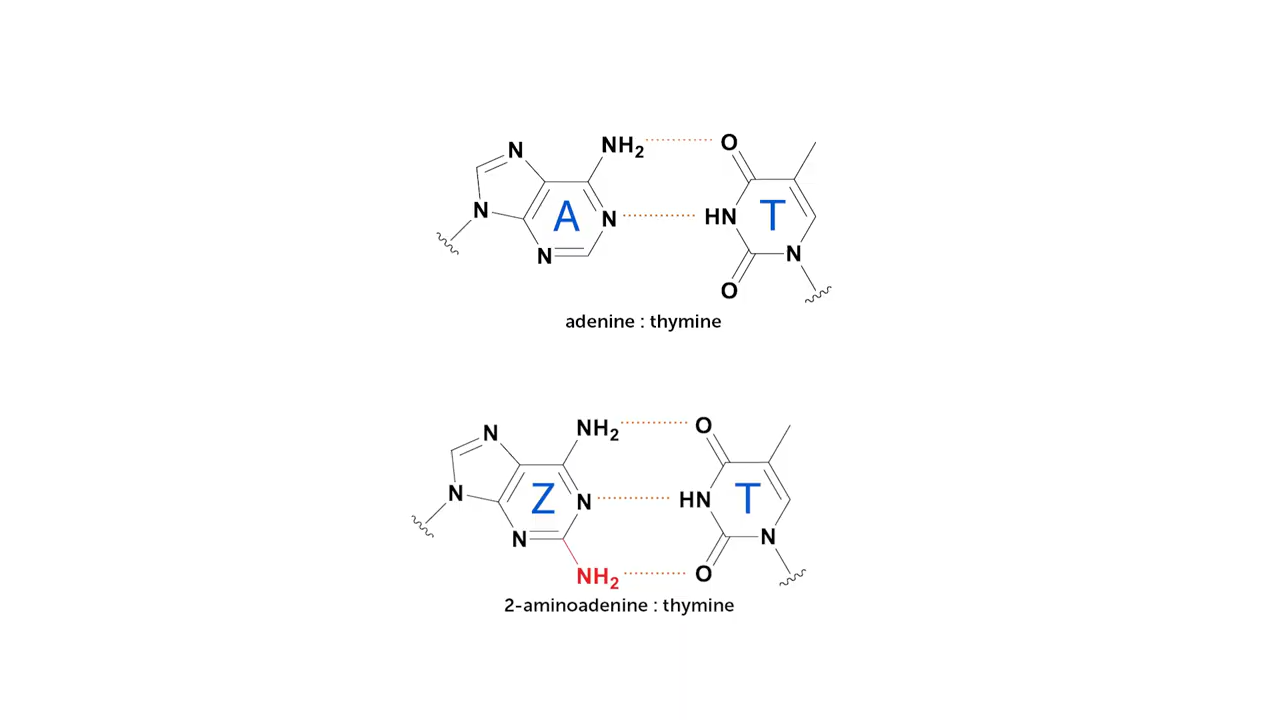 N NH2 O
N A N HN T
N N
O
adenine : thymine
N NH2 O
N Z N HN T
N N
NH2 O
2-aminoadenine : thymine